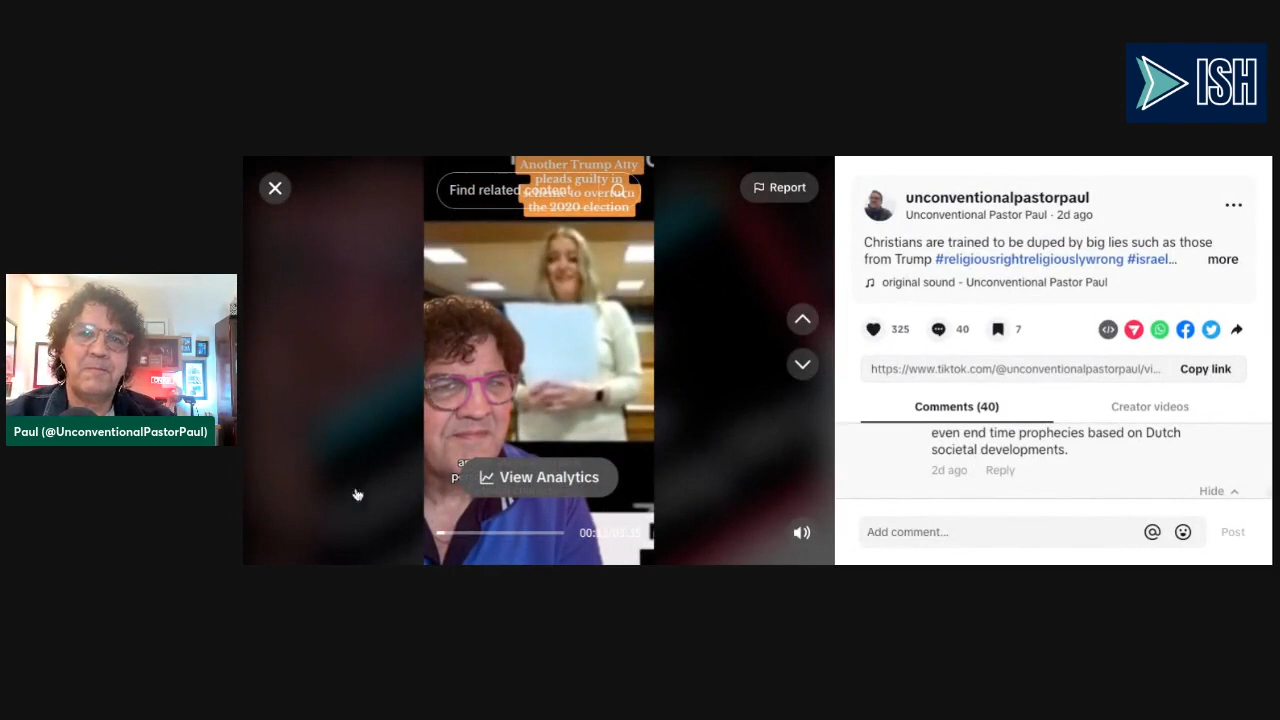 ISH
Another Trump Atty
pleads guilty in
scheme to overturn
the 2020 election
Find related content
Report
unconventionalpastorpaul
Unconventional Pastor Paul · 2d ago
Christians are trained to be duped by big lies such as those
from Trump #religiousrightreligiouslywrong #israel... more
original sound - Unconventional Pastor Paul
325 40 7
https://www.tiktok.com/@unconventionalpastorpaul/vi... Copy link
Comments (40) Creator videos
even end time prophecies based on Dutch
societal developments.
2d ago Reply
Hide
View Analytics
Add comment... Post
Paul (@UnconventionalPastorPaul)